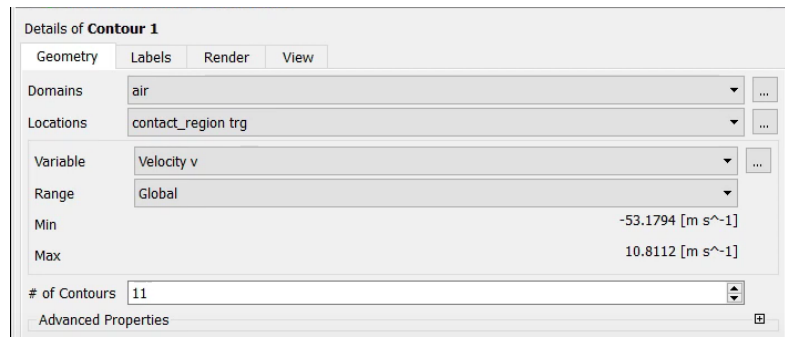 Details of Contour 1
Geometry Labels Render View
Domains air ...
Locations contact_region trg ...
Variable Velocity v ...
Range Global
Min -53.1794 [m s^-1]
Max 10.8112 [m s^-1]
# of Contours 11
Advanced Properties